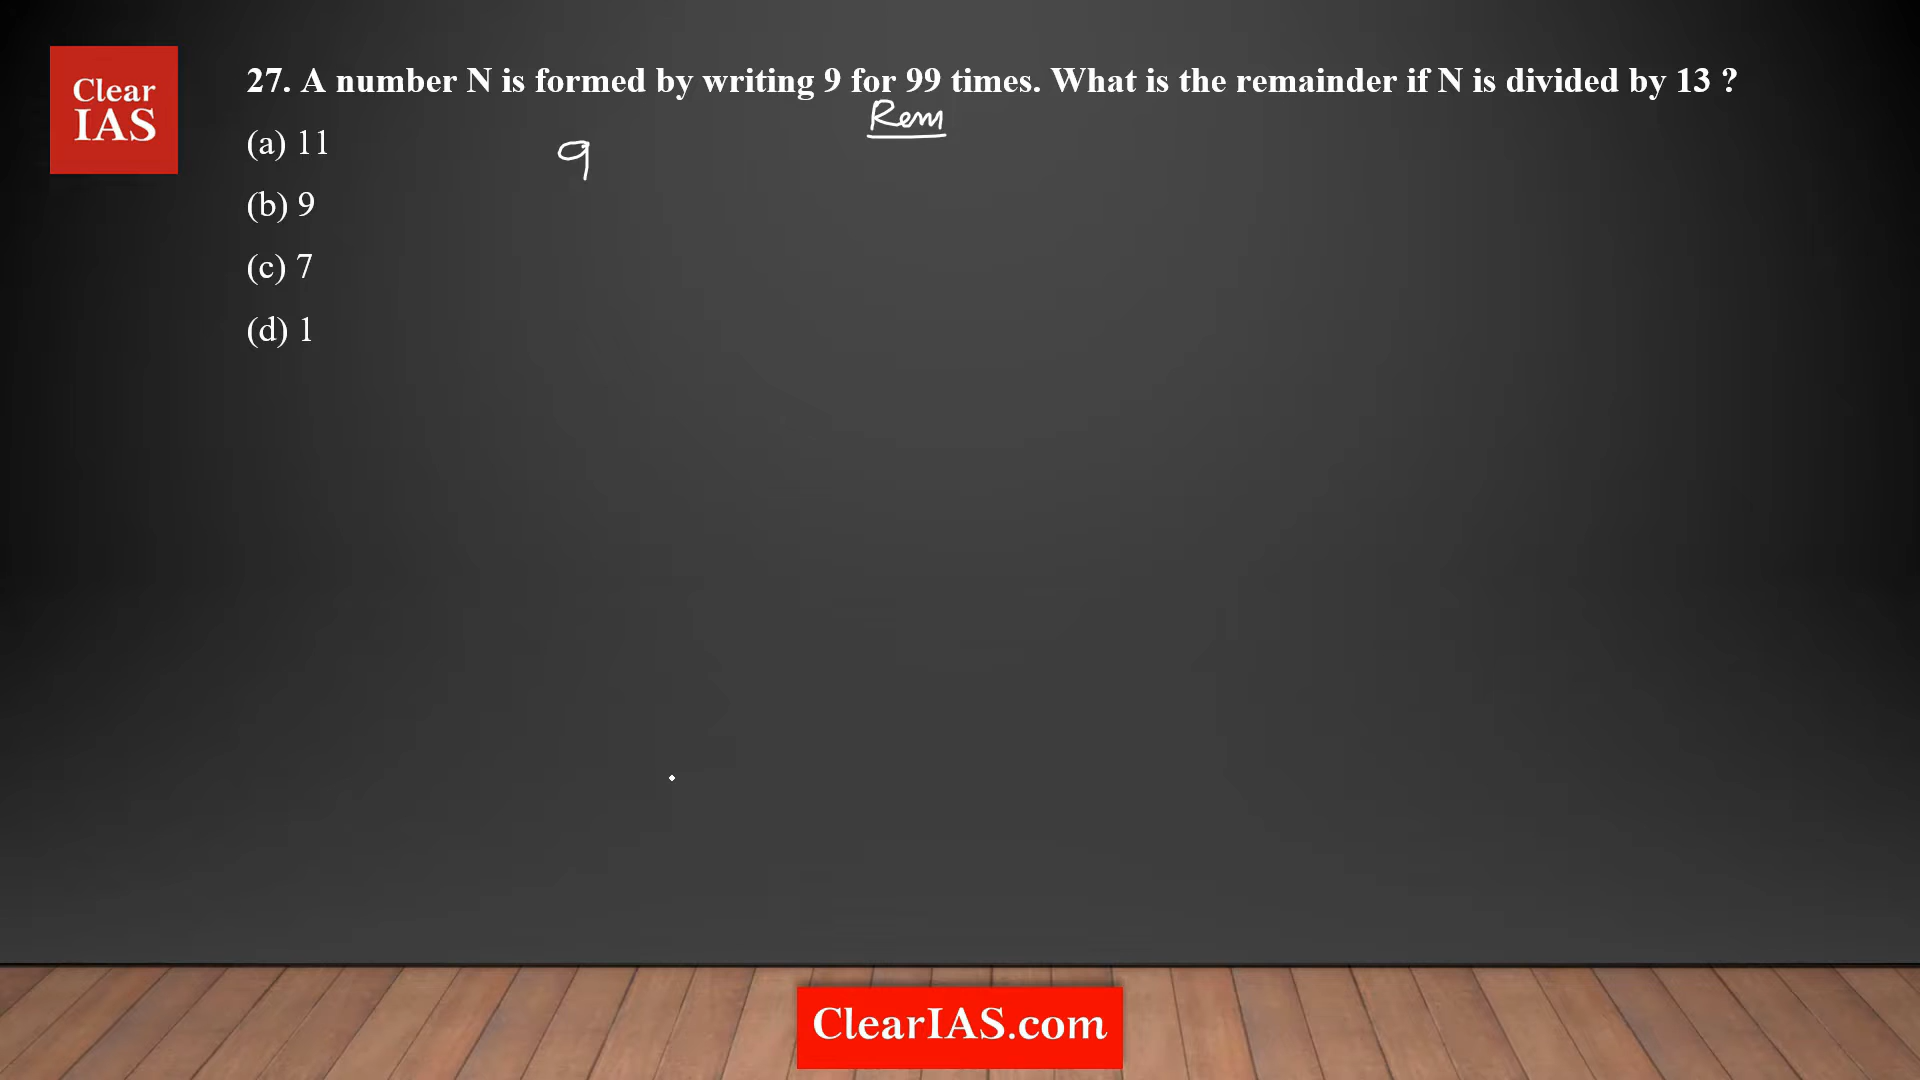 Clear
IAS
27. A number N is formed by writing 9 for 99 times. What is the remainder if N is divided by 13 ?
Rem
(a) 11
9
(b) 9
(c) 7
(d) 1
ClearIAS.com